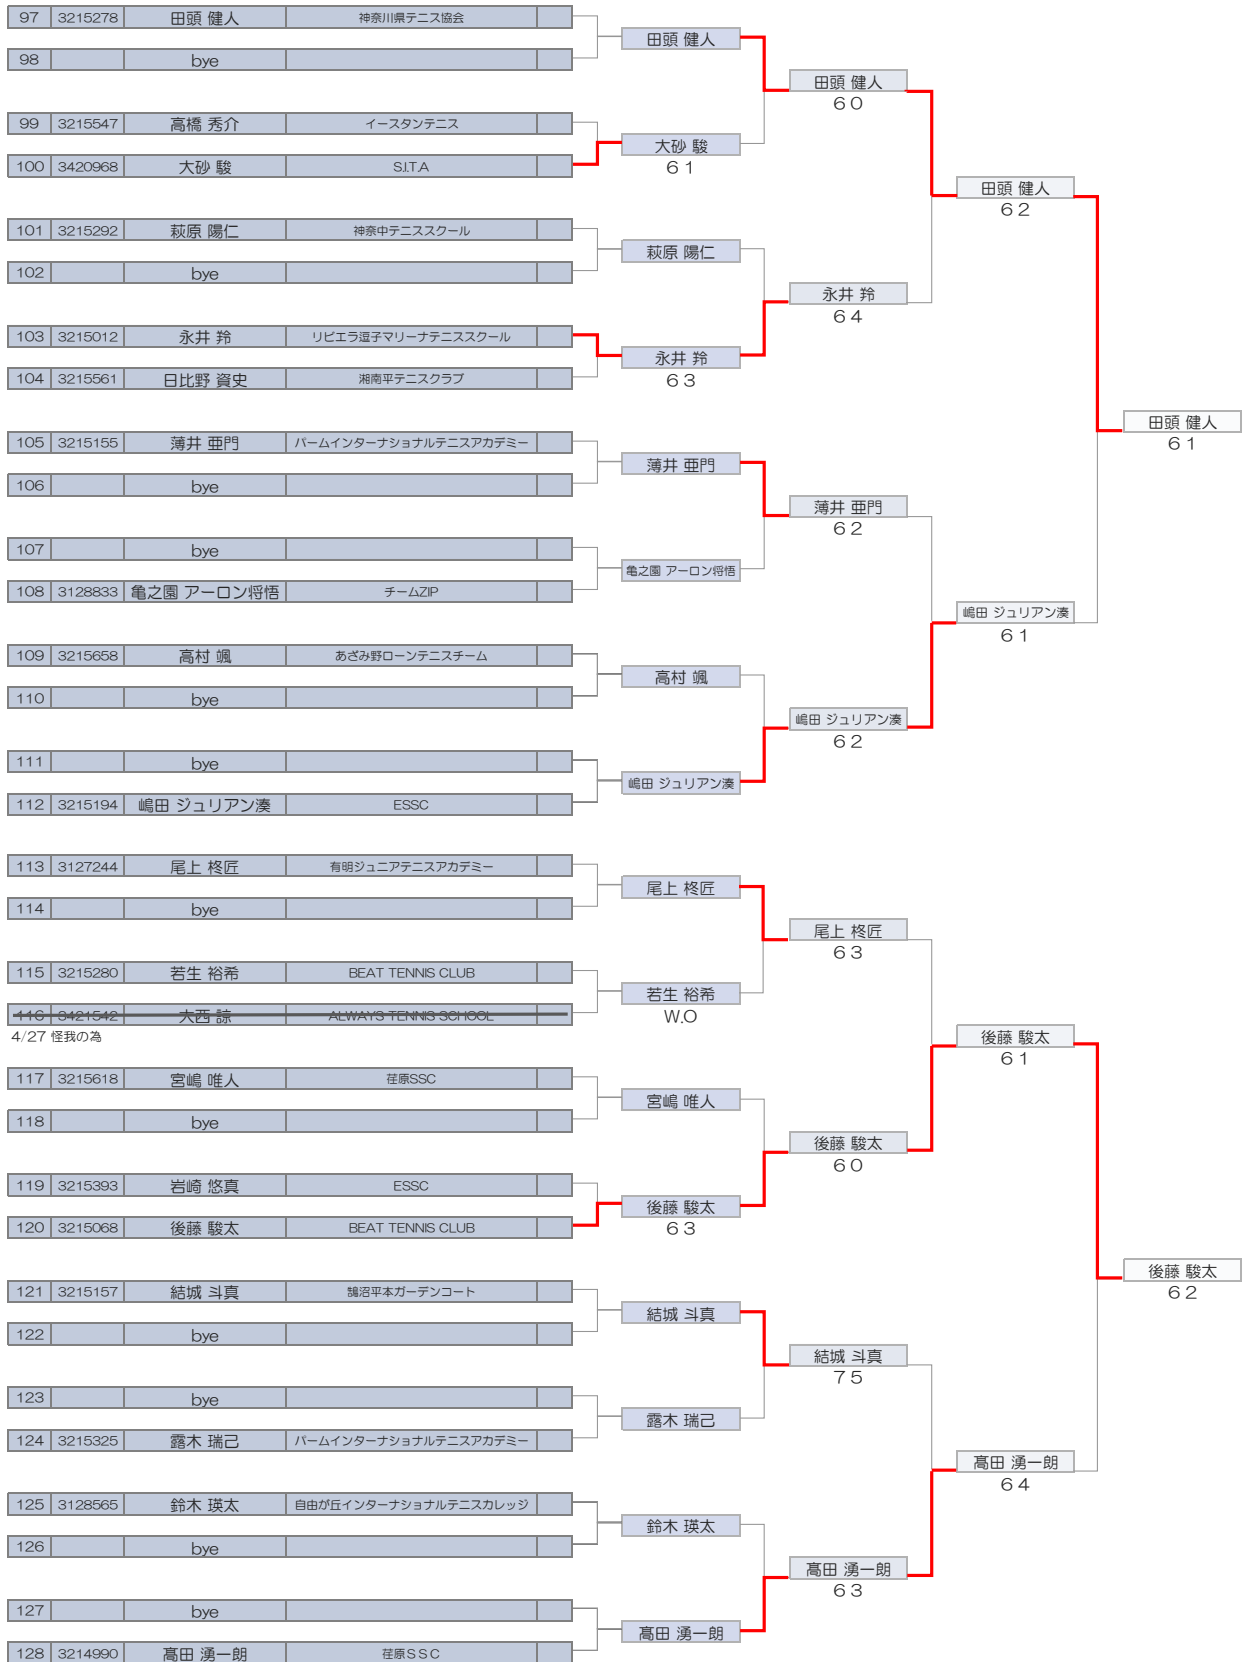 97 3215278 田頭 健人 神奈川県テニス協会
98 bye
99 3215547 高橋 秀介 イースタンテニス
100 3420968 大砂 駿 S.I.T.A
101 3215292 萩原 陽仁 神奈中テニススクール
102 bye
103 3215012 永井 羚 リビエラ逗子マリーナテニススクール
104 3215561 日比野 資史 湘南平テニスクラブ
105 3215155 薄井 亜門 パームインターナショナルテニスアカデミー
106 bye
107 bye
108 3128833 亀之園 アーロン将悟 チームZIP
109 3215658 高村 颯 あざみ野ローンテニスチーム
110 bye
111 bye
112 3215194 嶋田 ジュリアン湊 ESSC
113 3127244 尾上 柊匠 有明ジュニアテニスアカデミー
114 bye
115 3215280 若生 裕希 BEAT TENNIS CLUB
116 3421542 大西 諒 ALWAYS TENNIS SCHOOL
4/27 怪我の為
117 3215618 宮嶋 唯人 荏原SSC
118 bye
119 3215393 岩崎 悠真 ESSC
120 3215068 後藤 駿太 BEAT TENNIS CLUB
121 3215157 結城 斗真 鵠沼平本ガーデンコート
122 bye
123 bye
124 3215325 露木 瑞己 パームインターナショナルテニスアカデミー
125 3128565 鈴木 瑛太 自由が丘インターナショナルテニスカレッジ
126 bye
127 bye
128 3214990 髙田 湧一朗 荏原ＳＳＣ
田頭 健人
大砂 駿
６１
萩原 陽仁
永井 羚
６３
薄井 亜門
亀之園 アーロン将悟
高村 颯
嶋田 ジュリアン湊
尾上 柊匠
若生 裕希
W.O
宮嶋 唯人
後藤 駿太
６３
結城 斗真
露木 瑞己
鈴木 瑛太
髙田 湧一朗
田頭 健人
６０
永井 羚
６４
薄井 亜門
６２
嶋田 ジュリアン湊
６２
尾上 柊匠
６３
後藤 駿太
６０
結城 斗真
７５
髙田 湧一朗
６３
田頭 健人
６２
嶋田 ジュリアン湊
６１
後藤 駿太
６１
髙田 湧一朗
６４
田頭 健人
６１
後藤 駿太
６２